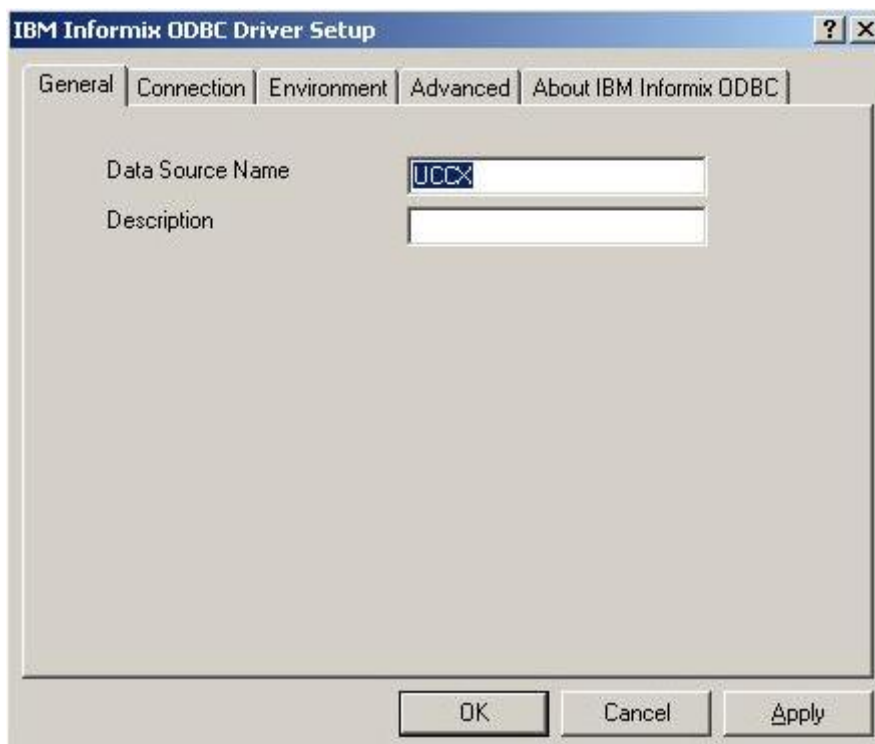 IBM Informix ODBC Driver Setup
General Connection Environment Advanced About IBM Informix ODBC
Data Source Name UCCX
Description
OK Cancel Apply